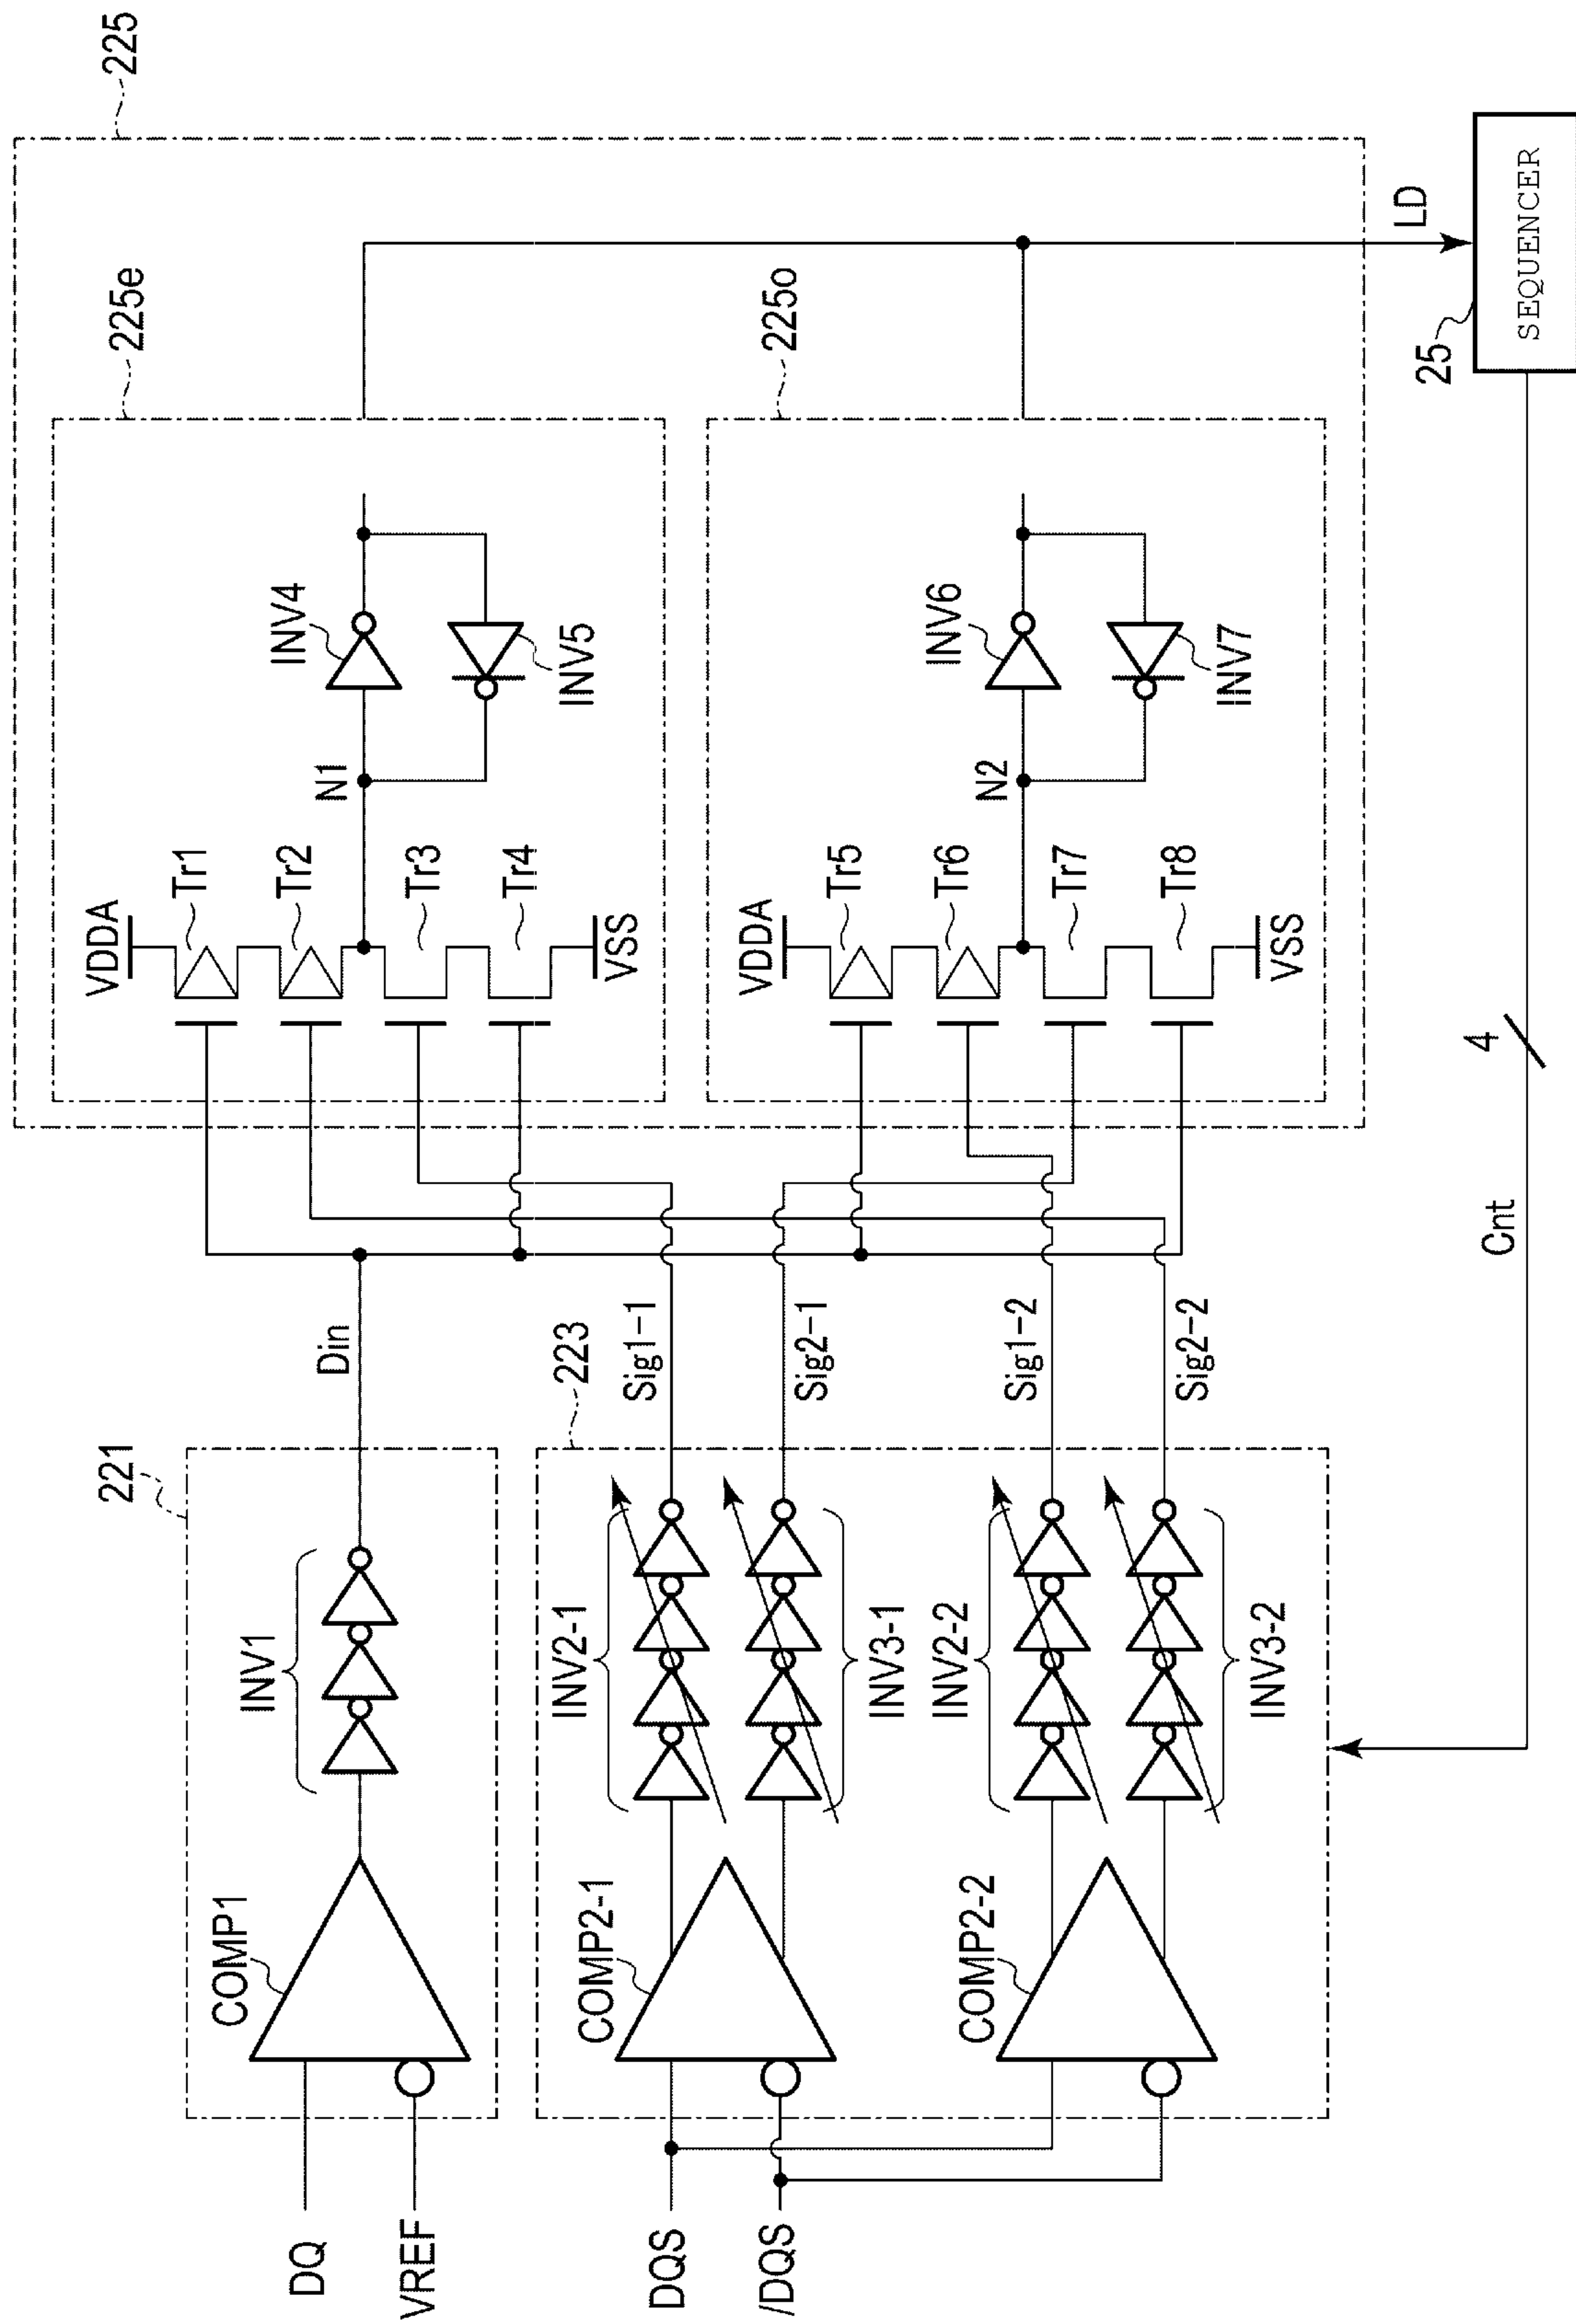 225
221
Din
225e
DQ
VREF
COMP1
INV1
VDDA
Tr1
Tr2
Tr3
Tr4
VSS
N1
INV4
INV5
223
DQS
/DQS
COMP2-1
INV2-1
INV3-1
Sig1-1
Sig2-1
COMP2-2
INV2-2
INV3-2
Sig1-2
Sig2-2
225o
VDDA
Tr5
Tr6
Tr7
Tr8
VSS
N2
INV6
INV7
LD
Cnt
4
25
SEQUENCER